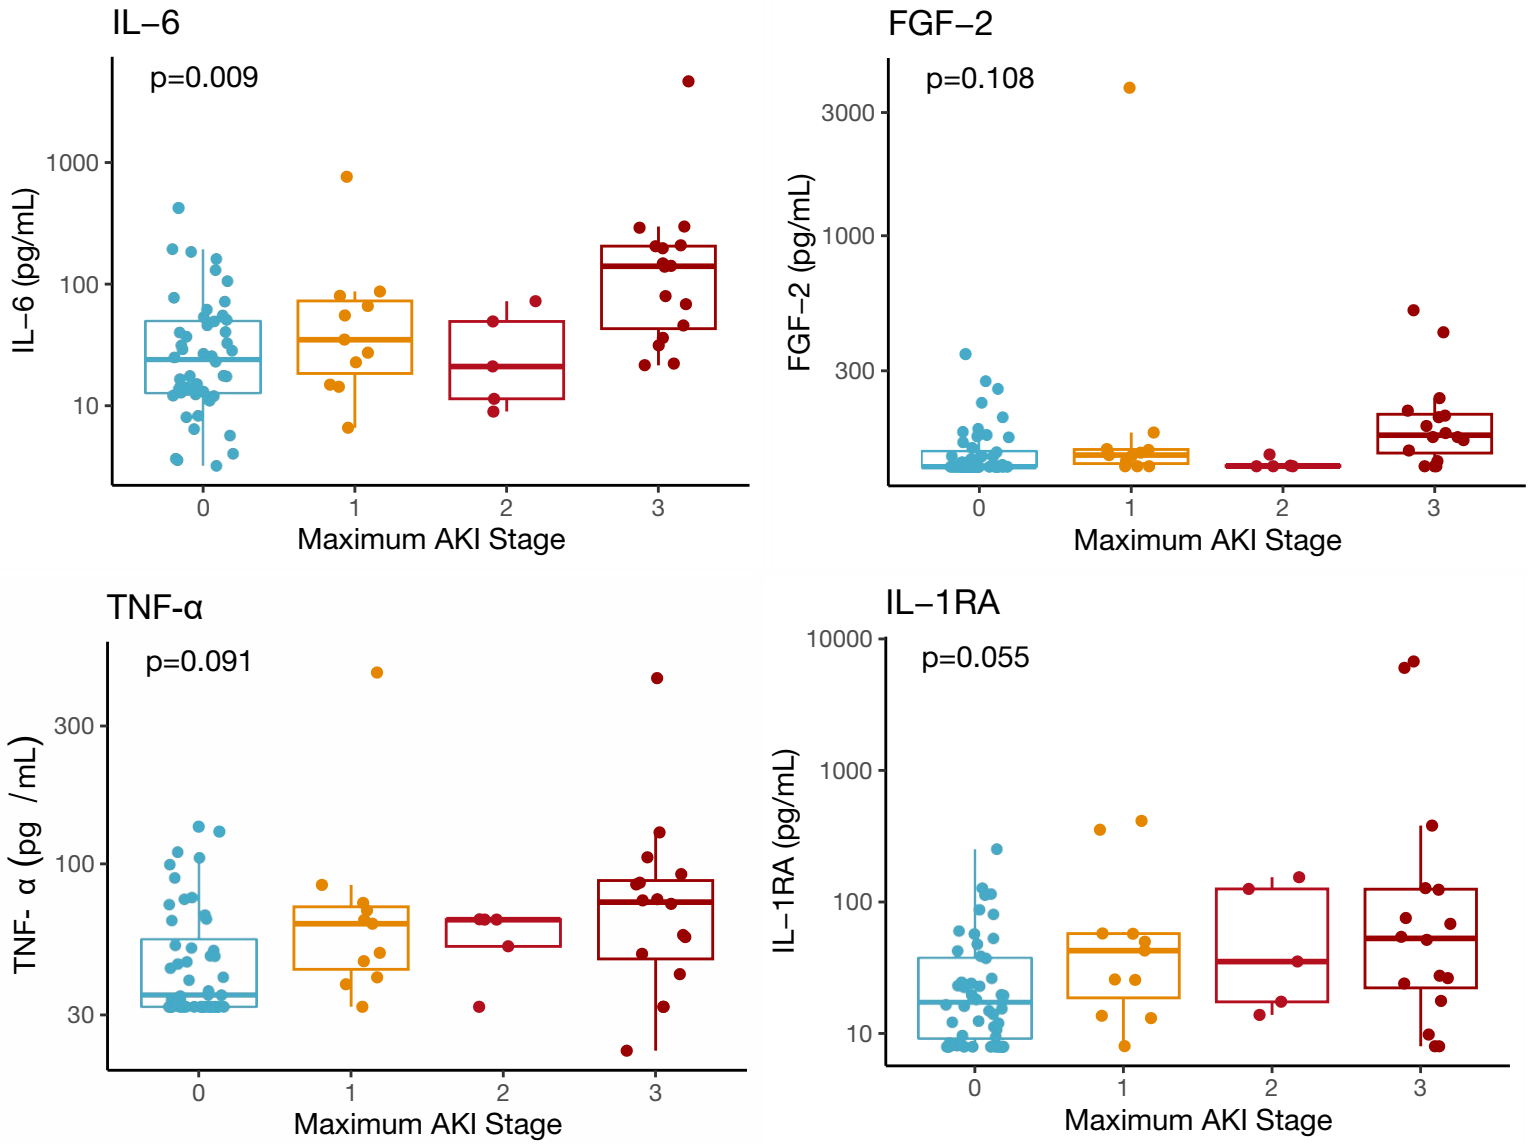 IL−6
p=0.009
IL−6 (pg/mL)
1000
100
10
0 1 2 3
Maximum AKI Stage
FGF−2
p=0.108
FGF−2 (pg/mL)
3000
1000
300
0 1 2 3
Maximum AKI Stage
TNF-α
p=0.091
TNF- α (pg /mL)
300
100
30
0 1 2 3
Maximum AKI Stage
IL−1RA
p=0.055
IL−1RA (pg/mL)
10000
1000
100
10
0 1 2 3
Maximum AKI Stage